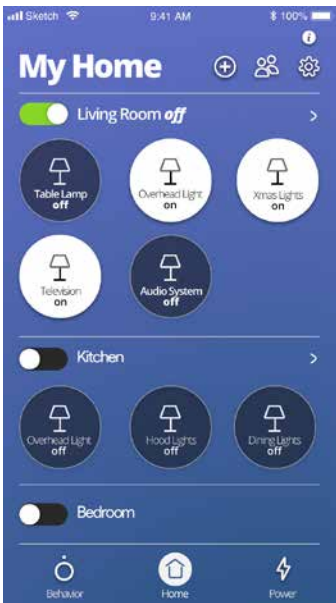 Sketch 9:41 AM 100%
i
My Home
Living Room off >
Table Lamp
off
Overhead Light
on
Xmas Lights
on
Television
on
Audio System
off
Kitchen >
Overhead Light
off
Hood Lights
off
Dining Lights
off
Bedroom
Behavior Home Power